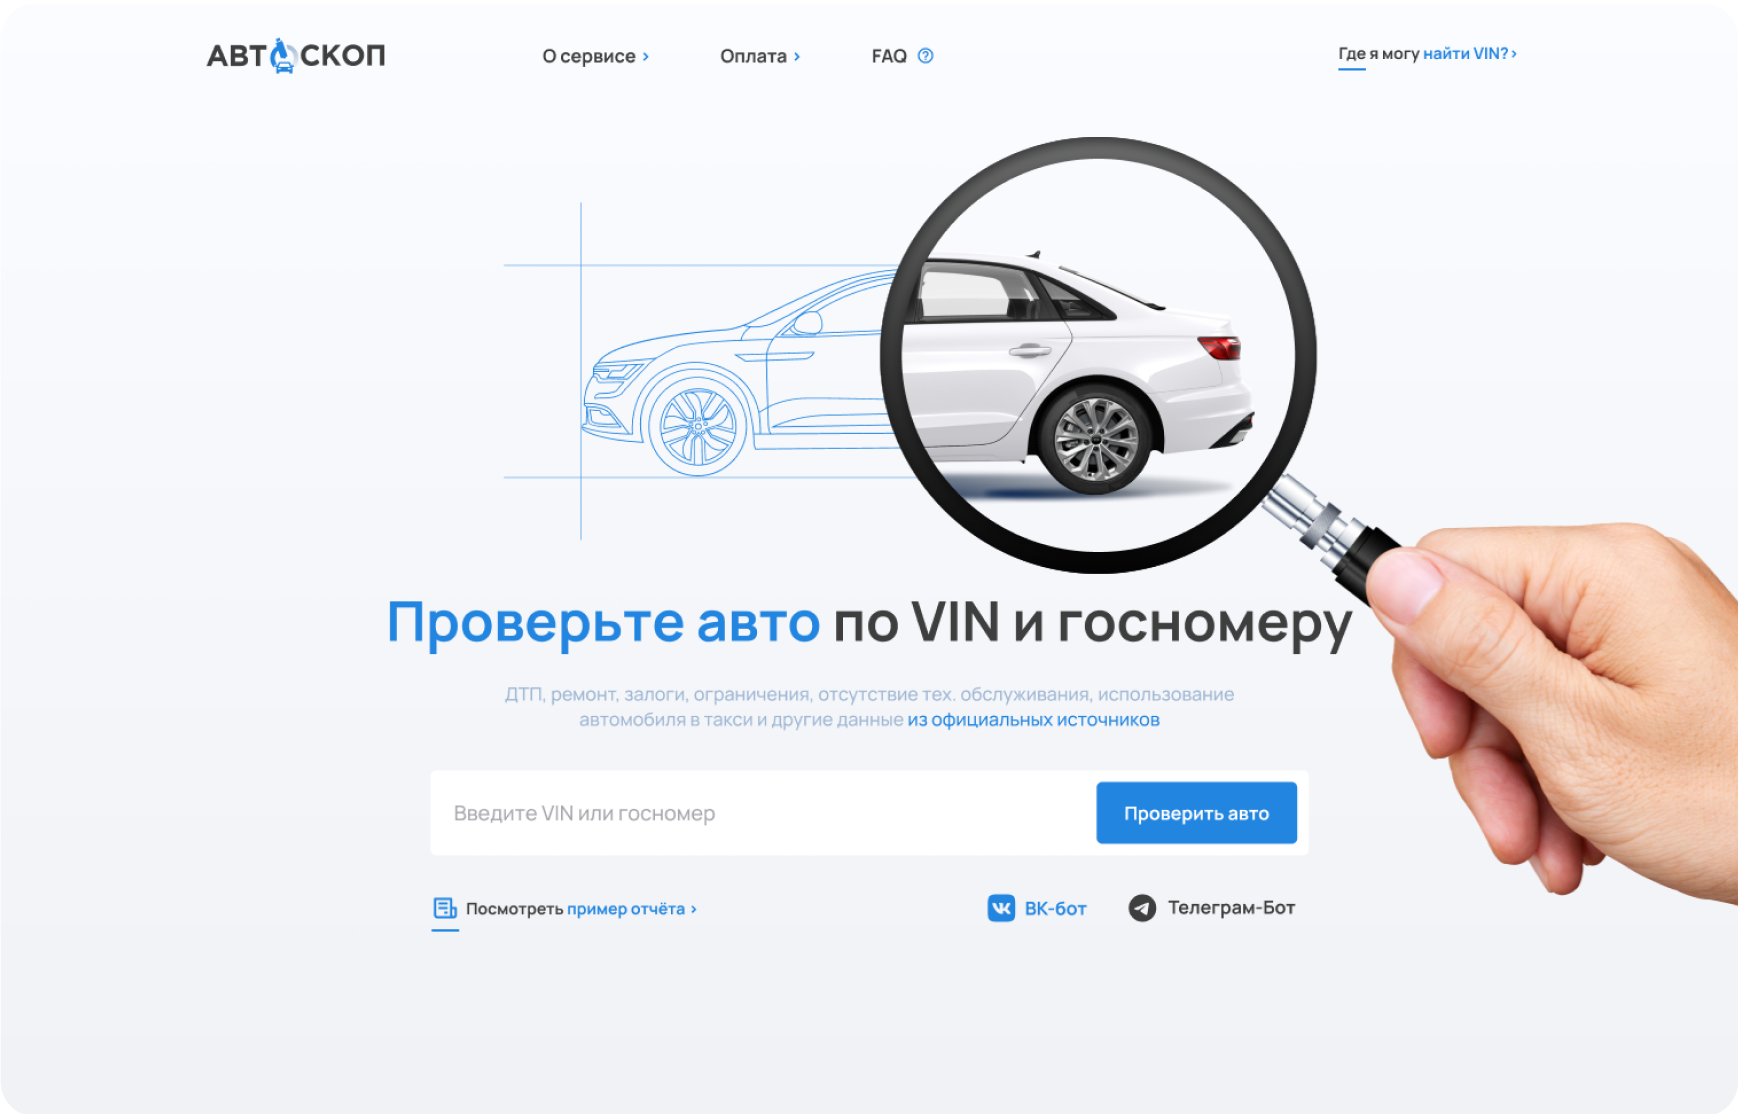 АВТОСКОП
О сервисе ›
Оплата ›
FAQ ?
Где я могу найти VIN? ›
Проверьте авто по VIN и госномеру
ДТП, ремонт, залоги, ограничения, отсутствие тех. обслуживания, использование
автомобиля в такси и другие данные из официальных источников
Введите VIN или госномер
Проверить авто
Посмотреть пример отчёта ›
ВК-бот
Телеграм-Бот